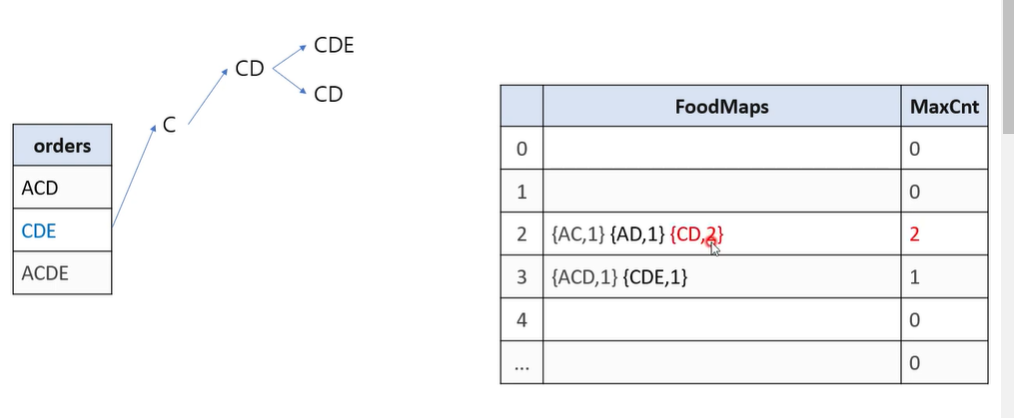 CDE
CD
CD
C
orders
ACD
CDE
ACDE
FoodMaps MaxCnt
0 0
1 0
2 {AC,1} {AD,1} {CD,2} 2
3 {ACD,1} {CDE,1} 1
4 0
... 0